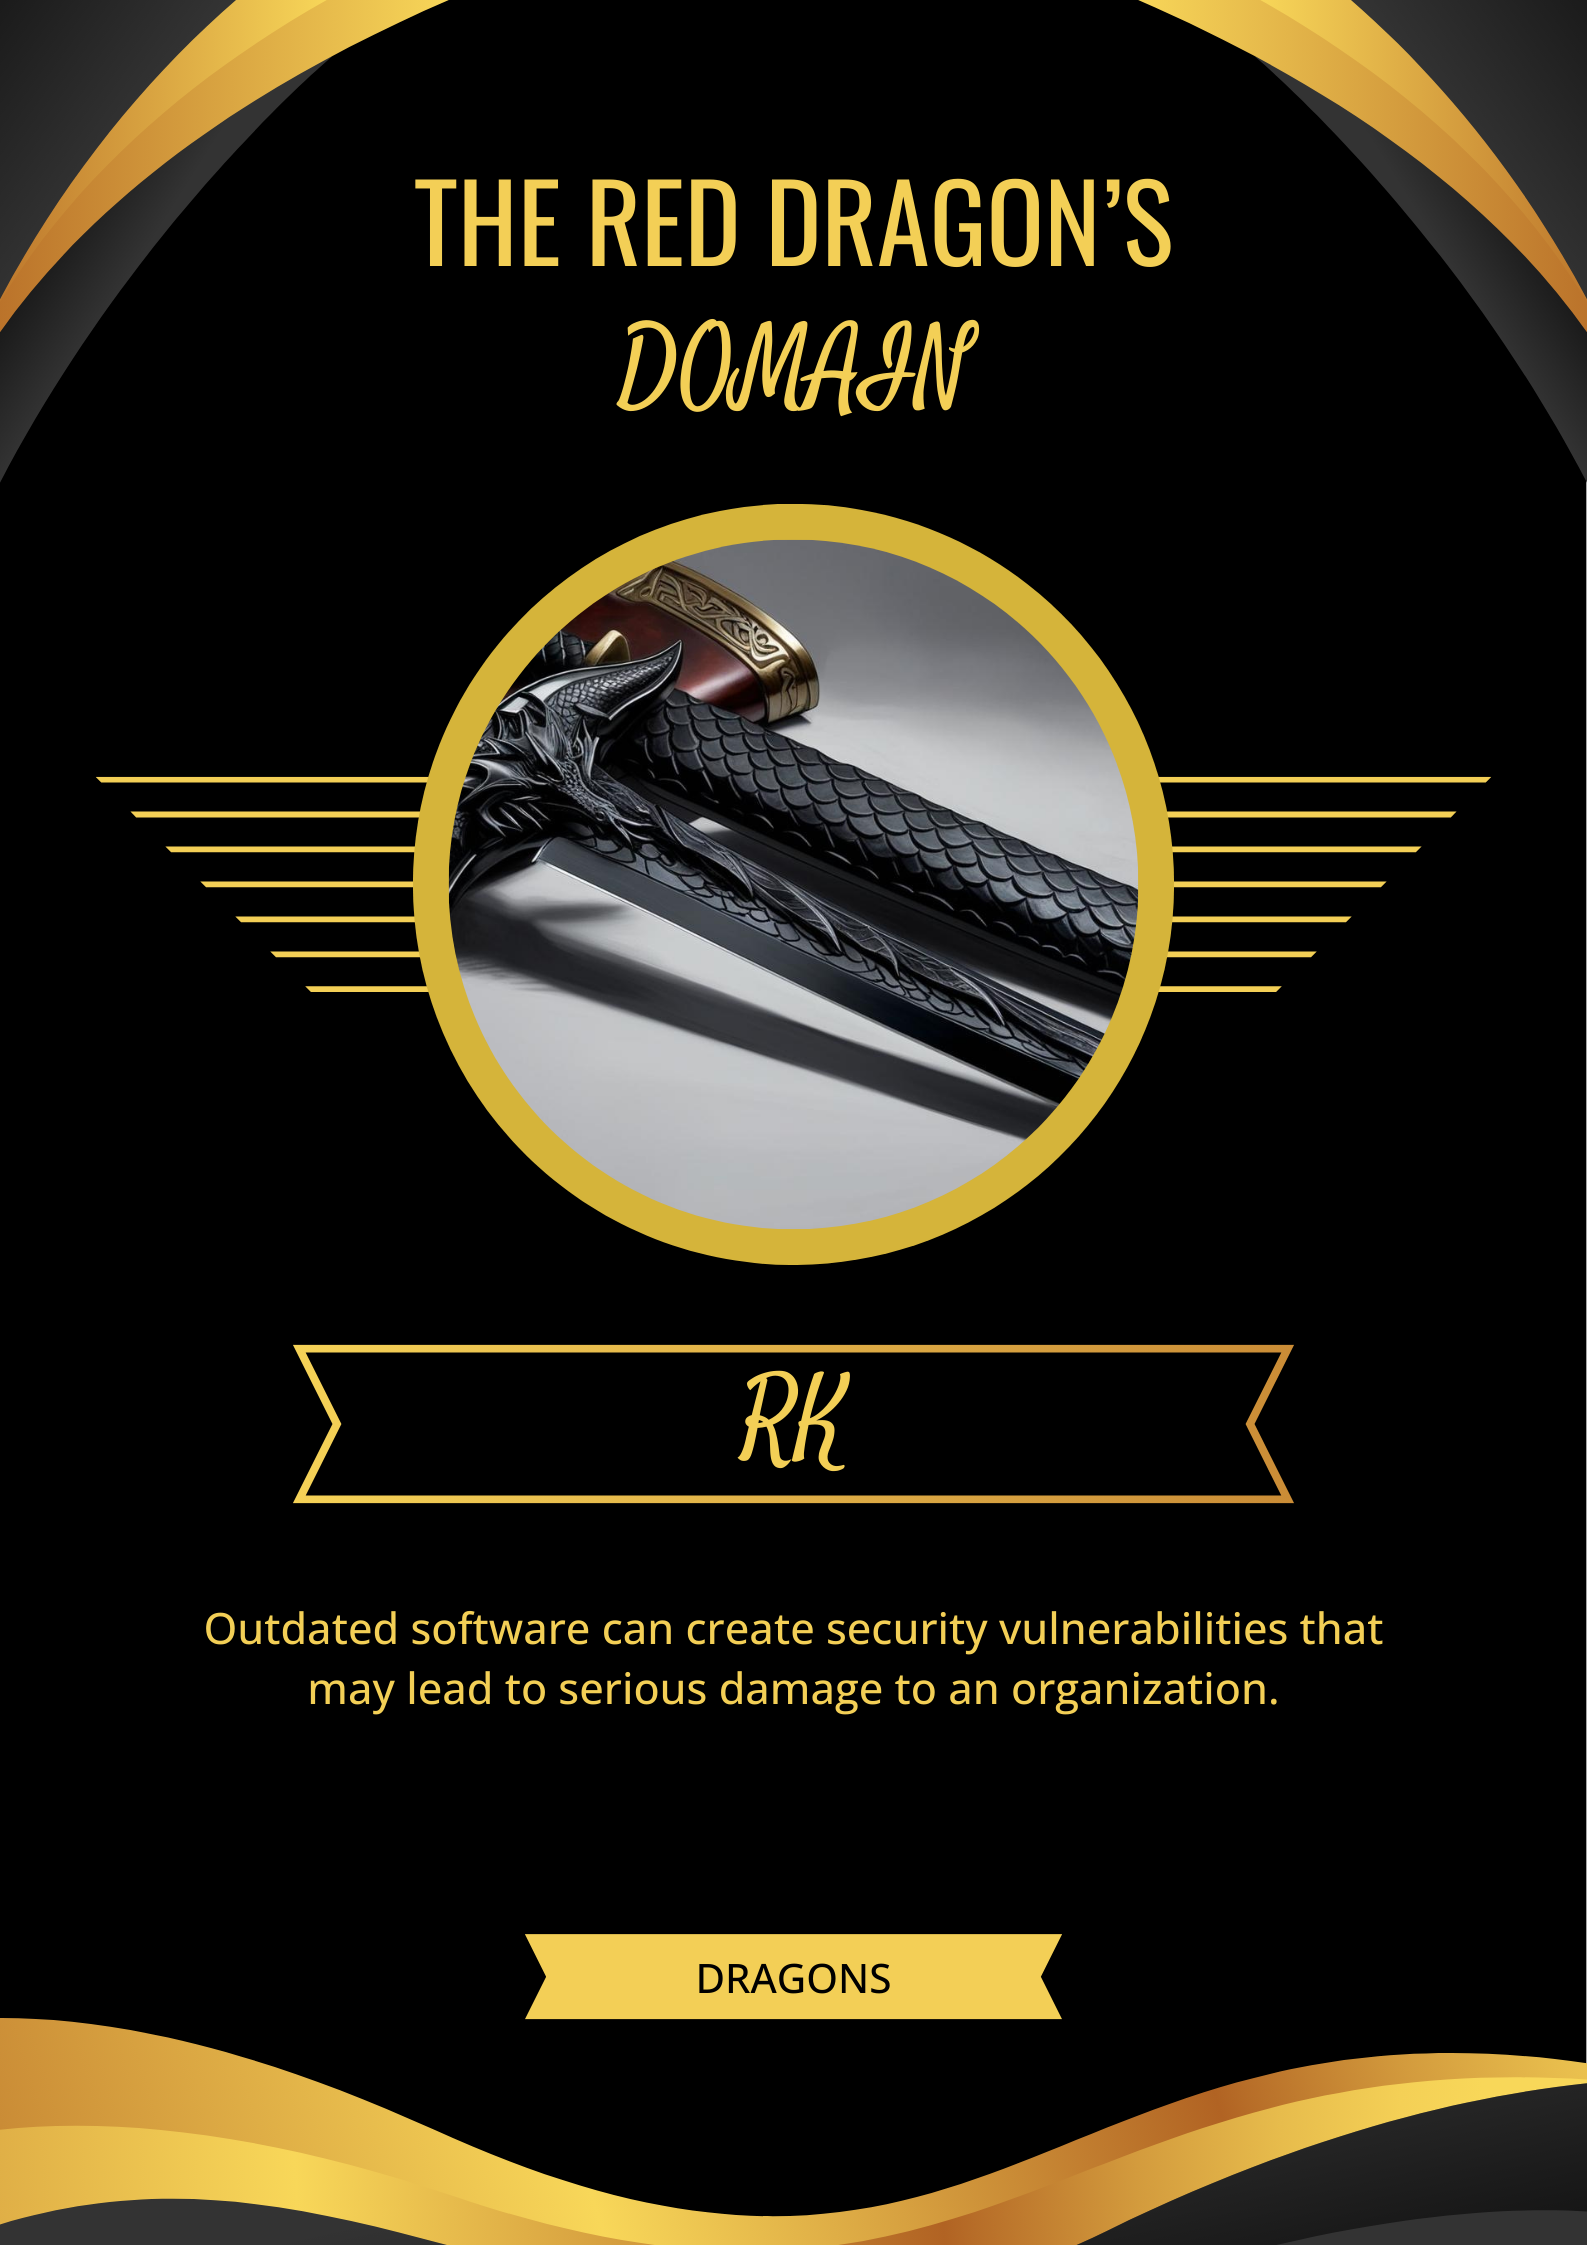 THE RED DRAGON’S
DOMAIN
RK
Outdated software can create security vulnerabilities that
may lead to serious damage to an organization.
DRAGONS